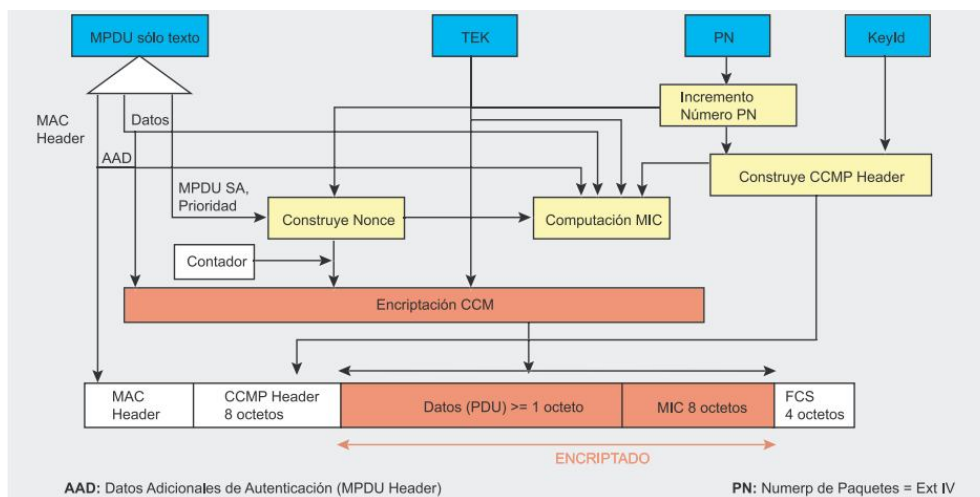 MPDU sólo texto
TEK
PN
KeyId
MAC
Header
Datos
Incremento
Número PN
AAD
Construye CCMP Header
MPDU SA,
Prioridad
Construye Nonce
Computación MIC
Contador
Encriptación CCM
MAC
Header
CCMP Header
8 octetos
Datos (PDU) >= 1 octeto
MIC 8 octetos
FCS
4 octetos
ENCRIPTADO
AAD: Datos Adicionales de Autenticación (MPDU Header)
PN: Numerp de Paquetes = Ext IV